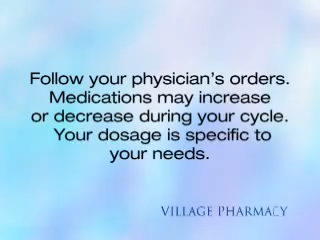 Follow your physician's orders.
Medications may increase
or decrease during your cycle.
Your dosage is specific to
your needs.
VILLAGE PHARMACY